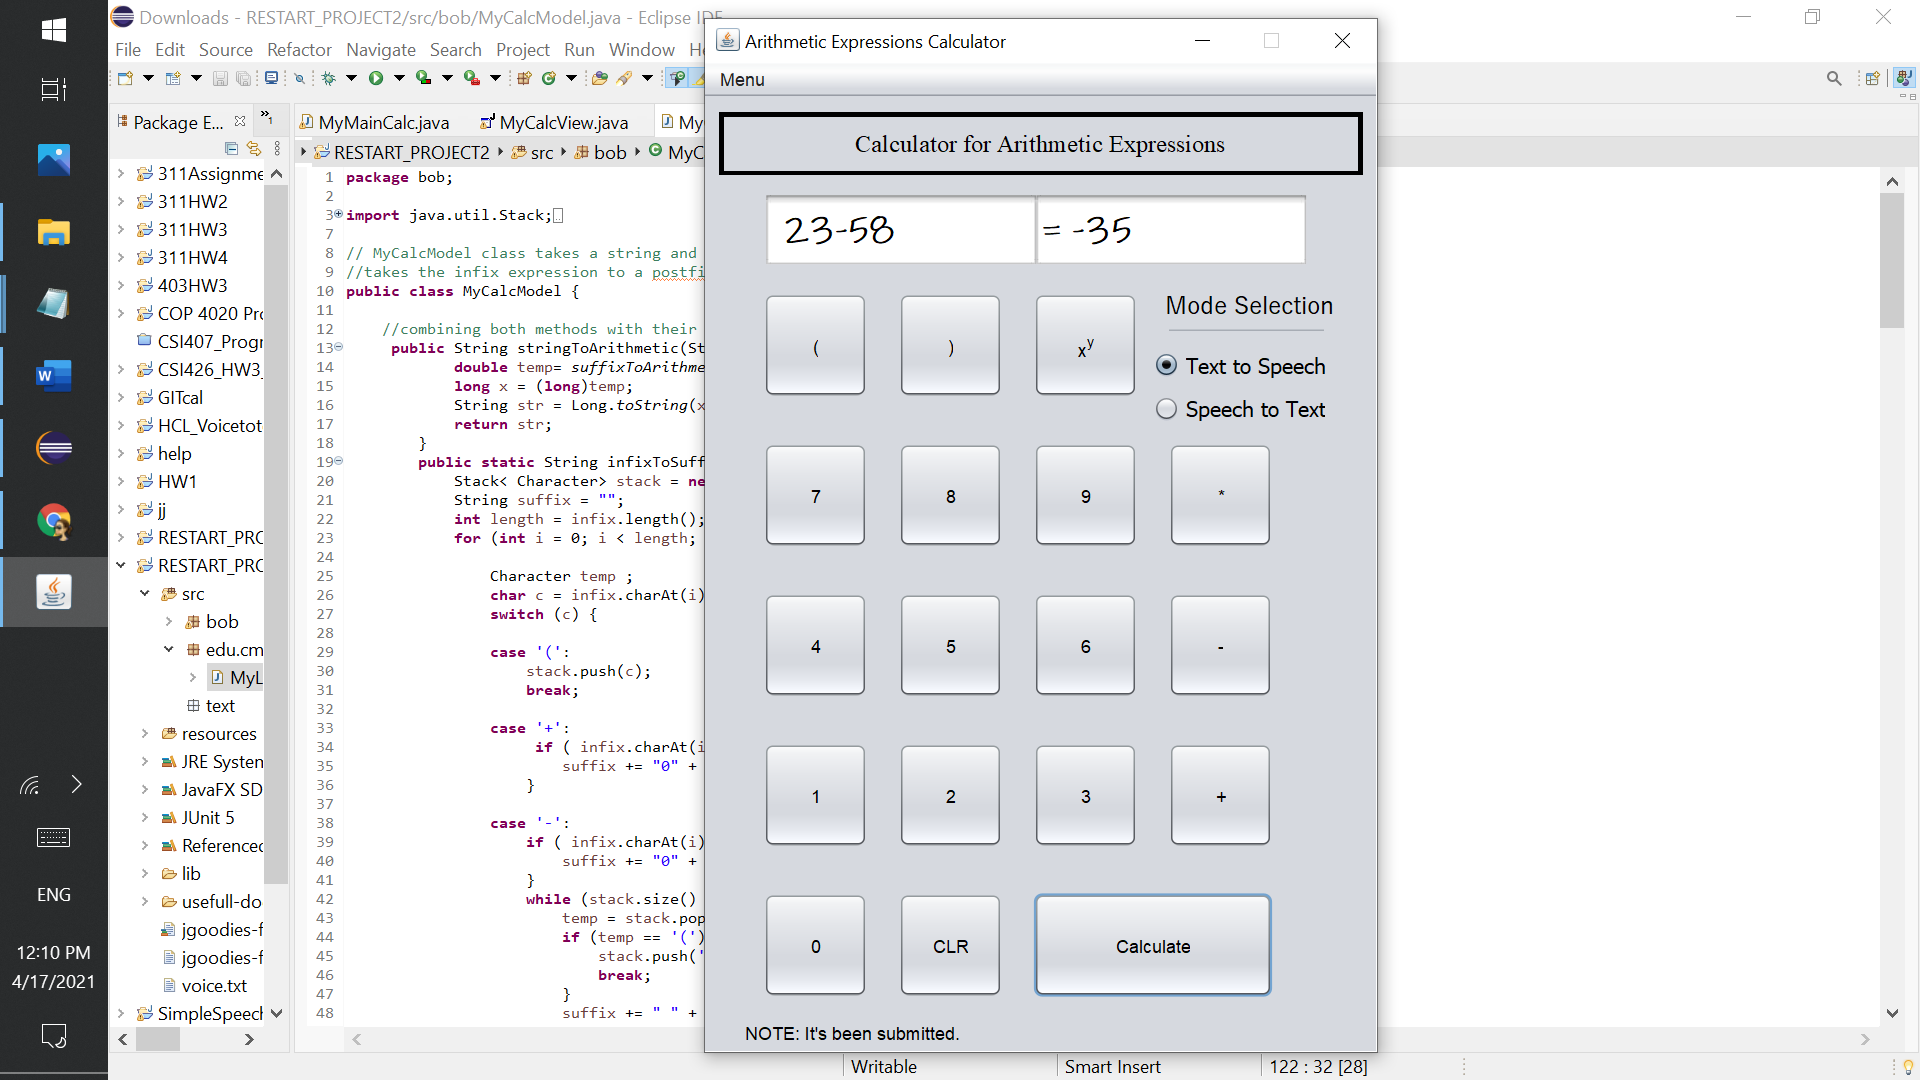 Downloads - RESTART_PROJECT2/src/bob/MyCalcModel.java - Eclipse IDE
File Edit Source Refactor Navigate Search Project Run Window
Package E...
311Assignme
311HW2
311HW3
311HW4
403HW3
COP 4020 Pr
CSI407_Progr
CSI426_HW3_
GITcal
HCL_Voicetot
help
HW1
jj
RESTART_PRO
RESTART_PRO
src
bob
edu.cm
MyL
text
resources
JRE System
JavaFX SD
JUnit 5
Referenced
lib
usefull-do
jgoodies-f
jgoodies-f
voice.txt
SimpleSpeech
MyMainCalc.java MyCalcView.java My
RESTART_PROJECT2 src bob MyC
1 package bob;
2
3 import java.util.Stack;
7
8 // MyCalcModel class takes a string and
9 //takes the infix expression to a postfi
10 public class MyCalcModel {
11
12 //combining both methods with their
13 public String stringToArithmetic(St
14 double temp= suffixToArithme
15 long x = (long)temp;
16 String str = Long.toString(x
17 return str;
18 }
19 public static String infixToSuff
20 Stack< Character> stack = ne
21 String suffix = "";
22 int length = infix.length();
23 for (int i = 0; i < length;
24
25 Character temp ;
26 char c = infix.charAt(i)
27 switch (c) {
28
29 case '(':
30 stack.push(c);
31 break;
32
33 case '+':
34 if ( infix.charAt(i
35 suffix += "0" +
36 }
37
38 case '-':
39 if ( infix.charAt(i)
40 suffix += "0" +
41 }
42 while (stack.size()
43 temp = stack.pop
44 if (temp == '(')
45 stack.push('
46 break;
47 }
48 suffix += " " +
Arithmetic Expressions Calculator
Menu
Calculator for Arithmetic Expressions
23-58 = -35
( ) xʸ
Mode Selection
Text to Speech
Speech to Text
7 8 9 *
4 5 6 -
1 2 3 +
0 CLR Calculate
NOTE: It's been submitted.
Writable Smart Insert 122 : 32 [28]
ENG
12:10 PM
4/17/2021